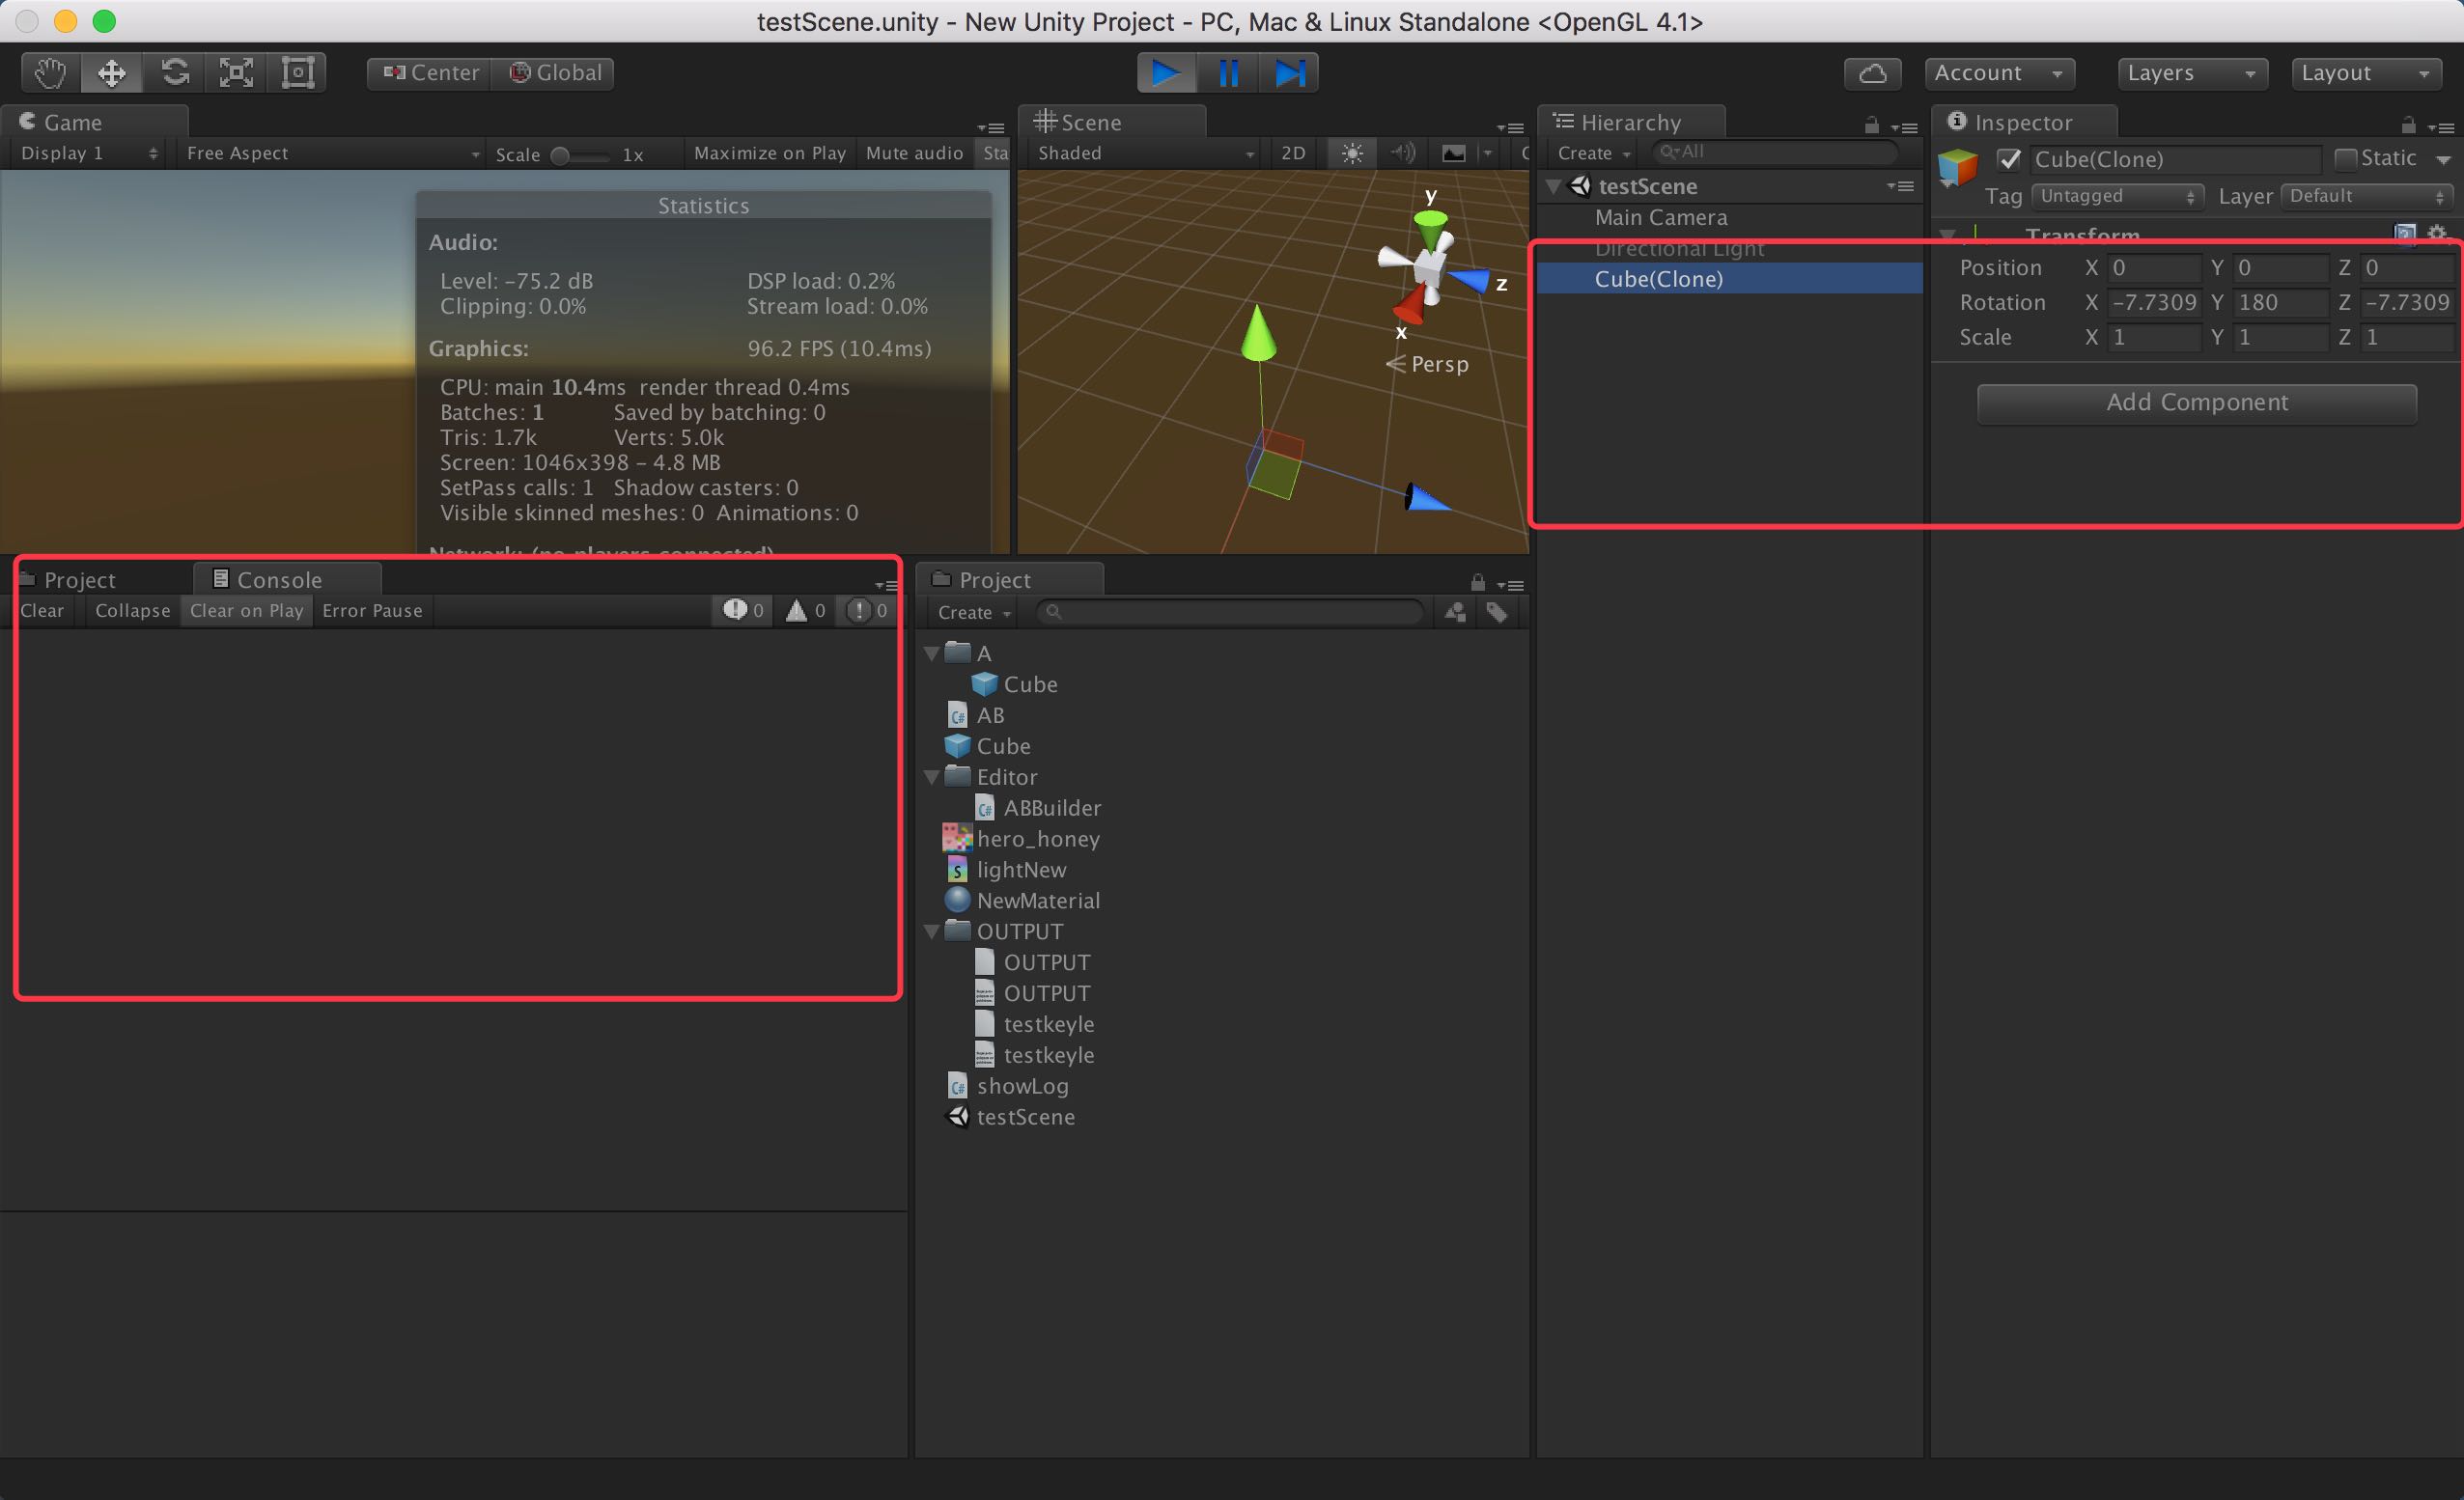 testScene.unity - New Unity Project - PC, Mac & Linux Standalone <OpenGL 4.1>
Center Global
Account Layers Layout
Game
Display 1 Free Aspect Scale 1x Maximize on Play Mute audio Sta
Statistics
Audio:
Level: -75.2 dB DSP load: 0.2%
Clipping: 0.0% Stream load: 0.0%
Graphics: 96.2 FPS (10.4ms)
CPU: main 10.4ms render thread 0.4ms
Batches: 1 Saved by batching: 0
Tris: 1.7k Verts: 5.0k
Screen: 1046x398 - 4.8 MB
SetPass calls: 1 Shadow casters: 0
Visible skinned meshes: 0 Animations: 0
Network: (no players connected)
Scene
Shaded 2D
y
z
x
Persp
Hierarchy
Create All
testScene
Main Camera
Directional Light
Cube(Clone)
Inspector
Cube(Clone) Static
Tag Untagged Layer Default
Transform
Position X 0 Y 0 Z 0
Rotation X -7.7309 Y 180 Z -7.7309
Scale X 1 Y 1 Z 1
Add Component
Project Console
Clear Collapse Clear on Play Error Pause 0 0 0
Project
Create
A
Cube
C# AB
Cube
Editor
C# ABBuilder
hero_honey
S lightNew
NewMaterial
OUTPUT
OUTPUT
OUTPUT
testkeyle
testkeyle
C# showLog
testScene